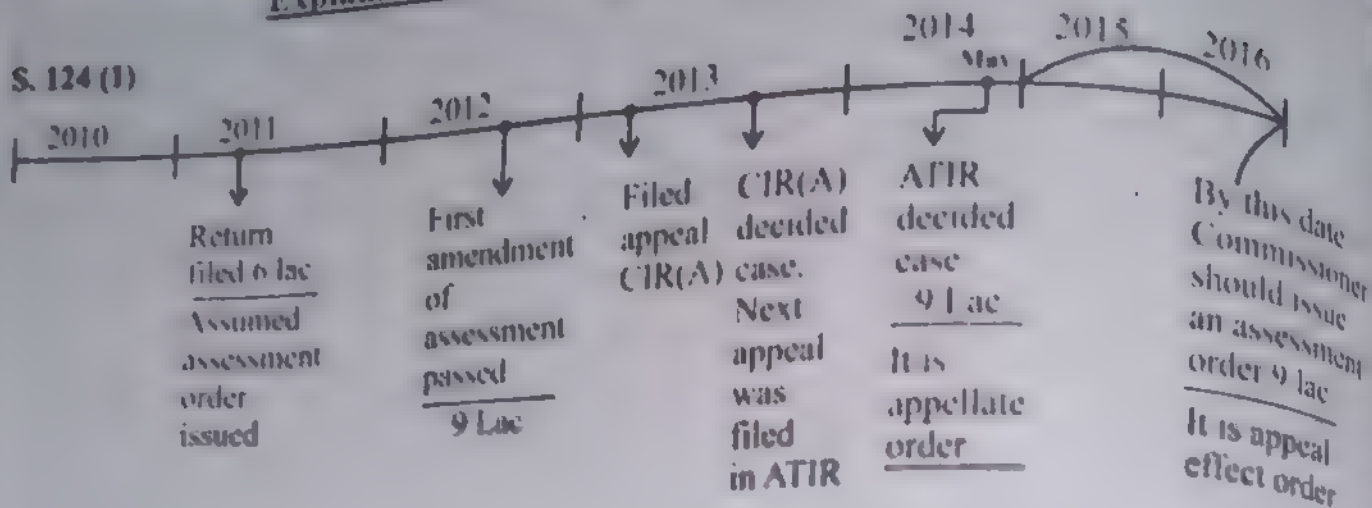 S. 124 (1)
2010
2011
2012
2013
2014
May
2015
2016
Return
filed 6 lac
Assumed
assessment
order
issued
First
amendment
of
assessment
passed
9 Lac
Filed
appeal
CIR(A)
CIR(A)
decided
case.
Next
appeal
was
filed
in ATIR
ATIR
decided
case
9 Lac
It is
appellate
order
By this date
Commissioner
should issue
an assessment
order 9 lac
It is appeal
effect order